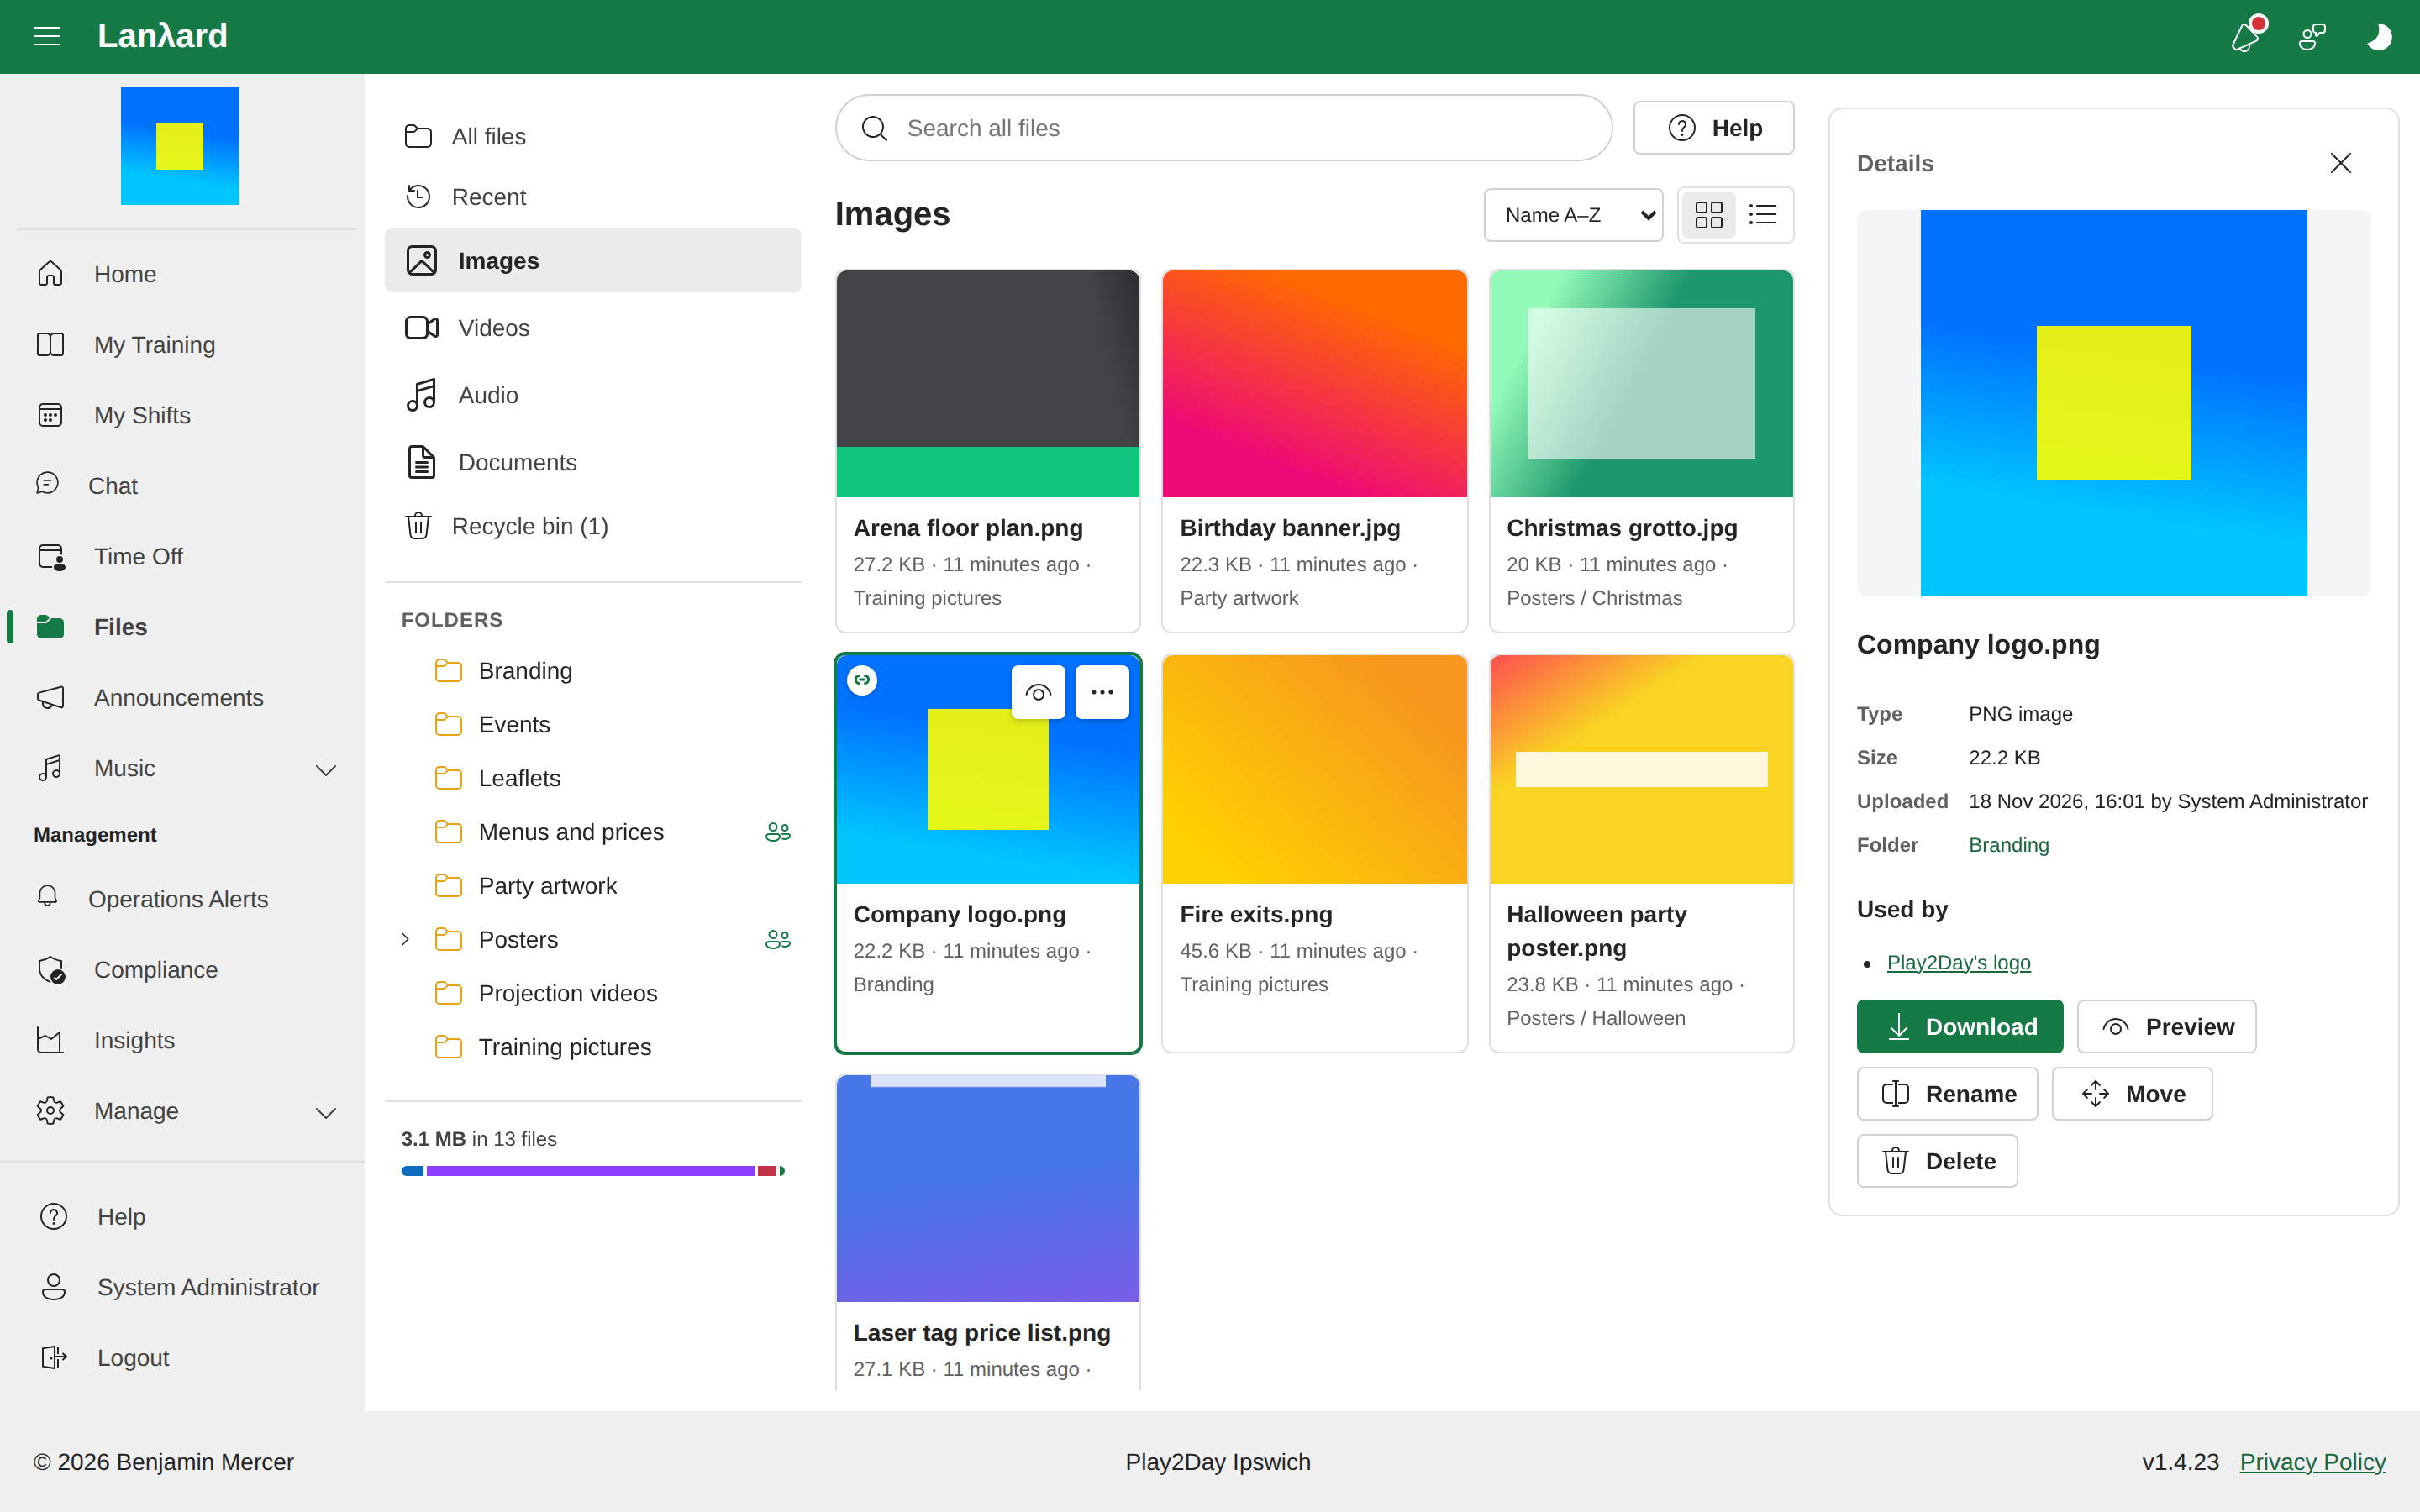 Lanλard
Home
My Training
My Shifts
Chat
Time Off
Files
Announcements
Music
Management
Operations Alerts
Compliance
Insights
Manage
Help
System Administrator
Logout
All files
Recent
Images
Videos
Audio
Documents
Recycle bin (1)
FOLDERS
Branding
Events
Leaflets
Menus and prices
Party artwork
Posters
Projection videos
Training pictures
3.1 MB in 13 files
Search all files
Help
Images
Name A–Z
Arena floor plan.png
27.2 KB · 11 minutes ago ·
Training pictures
Birthday banner.jpg
22.3 KB · 11 minutes ago ·
Party artwork
Christmas grotto.jpg
20 KB · 11 minutes ago ·
Posters / Christmas
Company logo.png
22.2 KB · 11 minutes ago ·
Branding
Fire exits.png
45.6 KB · 11 minutes ago ·
Training pictures
Halloween party
poster.png
23.8 KB · 11 minutes ago ·
Posters / Halloween
Laser tag price list.png
27.1 KB · 11 minutes ago ·
Details
Company logo.png
Type PNG image
Size 22.2 KB
Uploaded 18 Nov 2026, 16:01 by System Administrator
Folder Branding
Used by
Play2Day's logo
Download
Preview
Rename
Move
Delete
© 2026 Benjamin Mercer
Play2Day Ipswich
v1.4.23 Privacy Policy